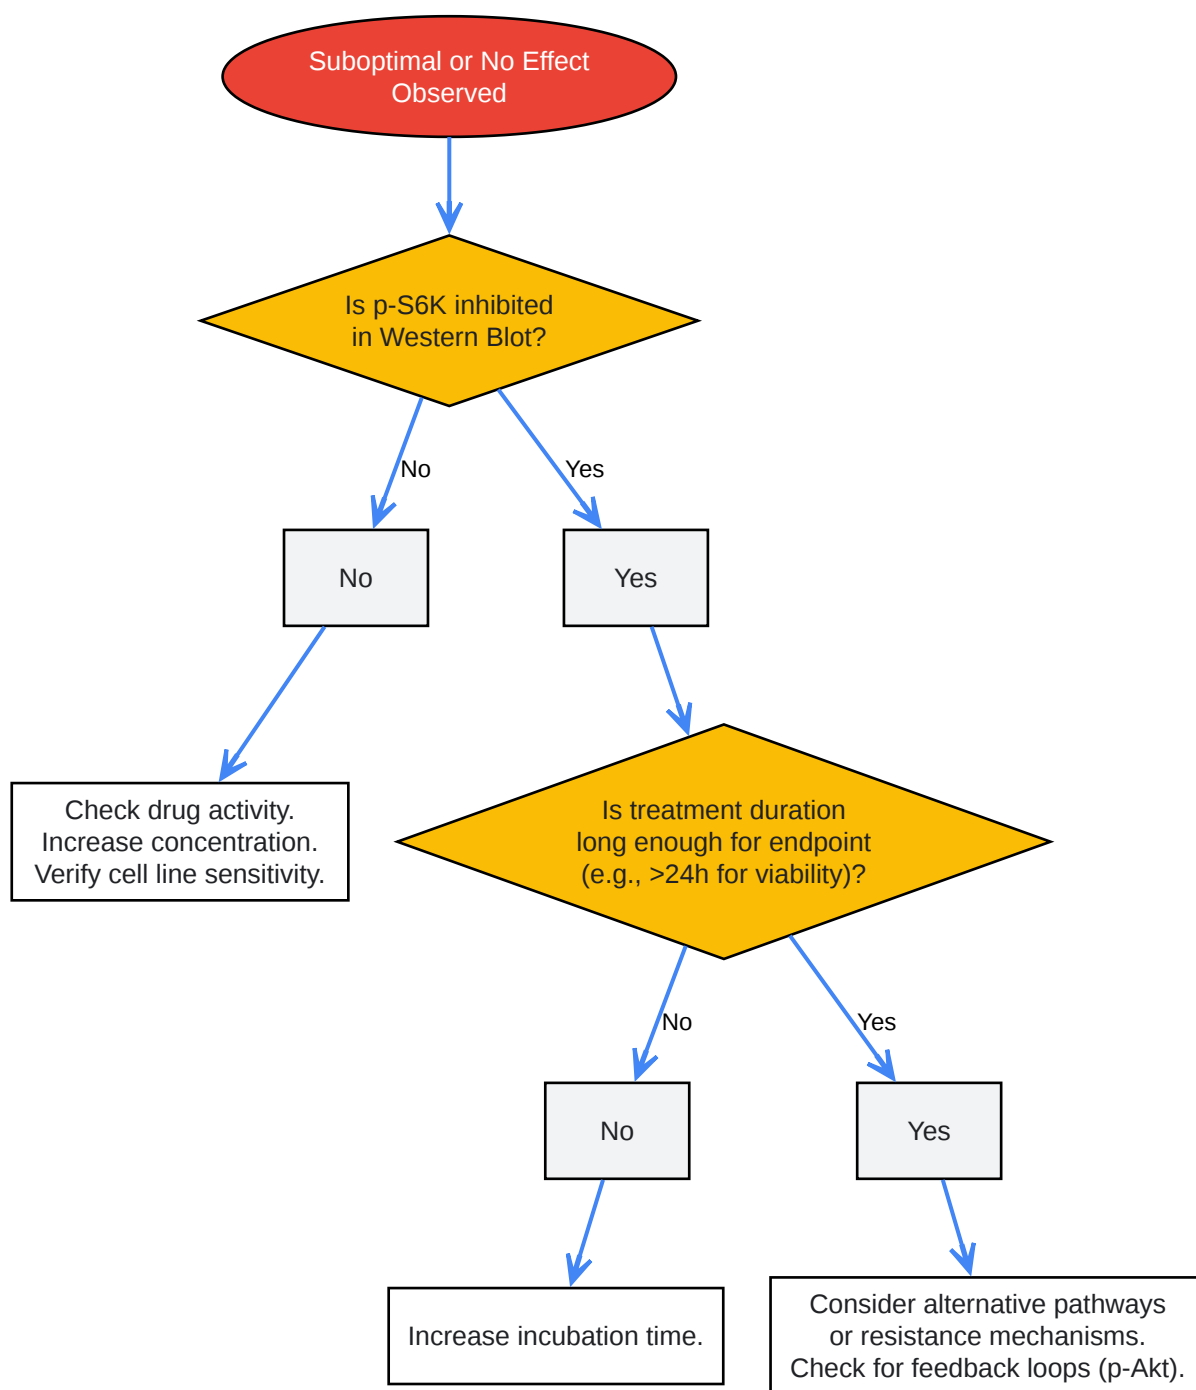 Suboptimal or No Effect
Observed
Is p-S6K inhibited
in Western Blot?
No
Yes
No
Yes
Check drug activity.
Increase concentration.
Verify cell line sensitivity.
Is treatment duration
long enough for endpoint
(e.g., >24h for viability)?
No
Yes
No
Yes
Increase incubation time.
Consider alternative pathways
or resistance mechanisms.
Check for feedback loops (p-Akt).